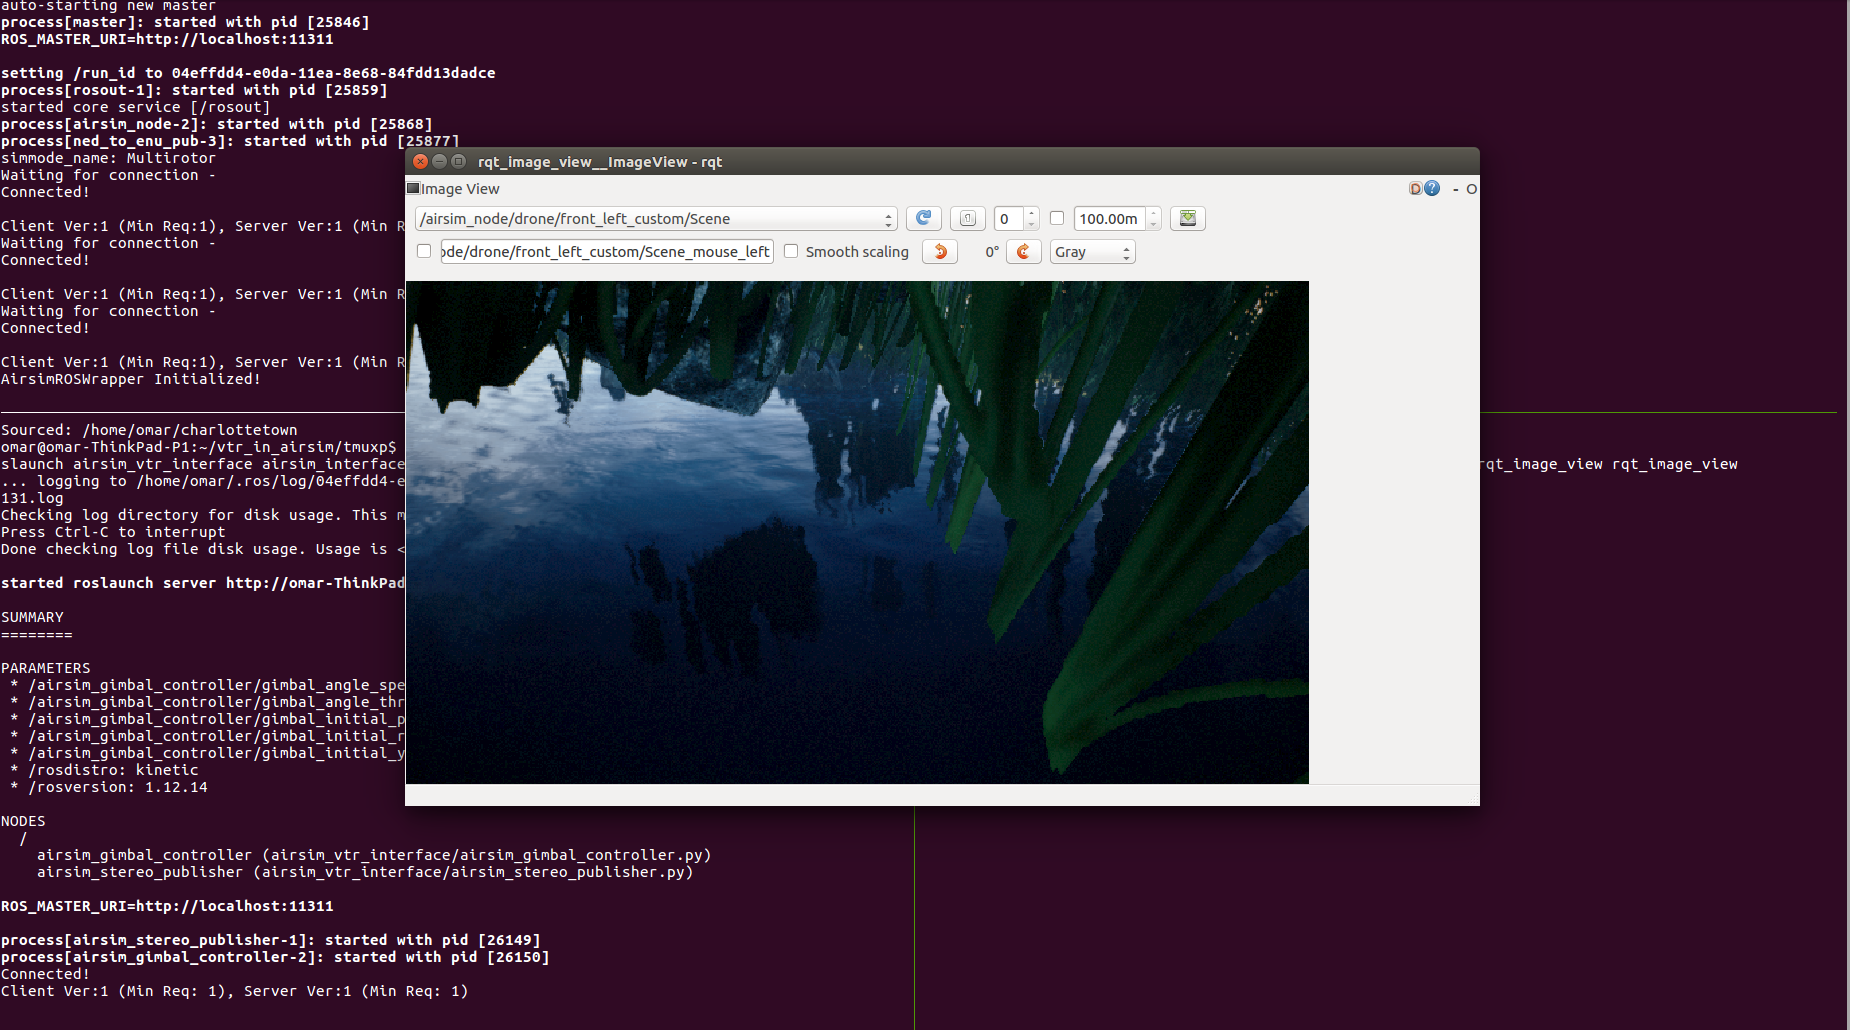 auto-starting new master
process[master]: started with pid [25846]
ROS_MASTER_URI=http://localhost:11311
setting /run_id to 04effdd4-e0da-11ea-8e68-84fdd13dadce
process[rosout-1]: started with pid [25859]
started core service [/rosout]
process[airsim_node-2]: started with pid [25868]
process[ned_to_enu_pub-3]: started with pid [25877]
simmode_name: Multirotor
Waiting for connection -
Connected!
Client Ver:1 (Min Req:1), Server Ver:1 (Min R
Waiting for connection -
Connected!
Client Ver:1 (Min Req:1), Server Ver:1 (Min R
Waiting for connection -
Connected!
Client Ver:1 (Min Req:1), Server Ver:1 (Min R
AirsimROSWrapper Initialized!
rqt_image_view__ImageView - rqt
Image View
D ? - O
/airsim_node/drone/front_left_custom/Scene
0
100.00m
ode/drone/front_left_custom/Scene_mouse_left
Smooth scaling
0°
Gray
Sourced: /home/omar/charlottetown
omar@omar-ThinkPad-P1:~/vtr_in_airsim/tmuxp$
slaunch airsim_vtr_interface airsim_interface
... logging to /home/omar/.ros/log/04effdd4-e
131.log
Checking log directory for disk usage. This m
Press Ctrl-C to interrupt
Done checking log file disk usage. Usage is <
started roslaunch server http://omar-ThinkPad
SUMMARY
========
PARAMETERS
* /airsim_gimbal_controller/gimbal_angle_spe
* /airsim_gimbal_controller/gimbal_angle_thr
* /airsim_gimbal_controller/gimbal_initial_p
* /airsim_gimbal_controller/gimbal_initial_r
* /airsim_gimbal_controller/gimbal_initial_y
* /rosdistro: kinetic
* /rosversion: 1.12.14
NODES
/
airsim_gimbal_controller (airsim_vtr_interface/airsim_gimbal_controller.py)
airsim_stereo_publisher (airsim_vtr_interface/airsim_stereo_publisher.py)
ROS_MASTER_URI=http://localhost:11311
process[airsim_stereo_publisher-1]: started with pid [26149]
process[airsim_gimbal_controller-2]: started with pid [26150]
Connected!
Client Ver:1 (Min Req: 1), Server Ver:1 (Min Req: 1)
rqt_image_view rqt_image_view